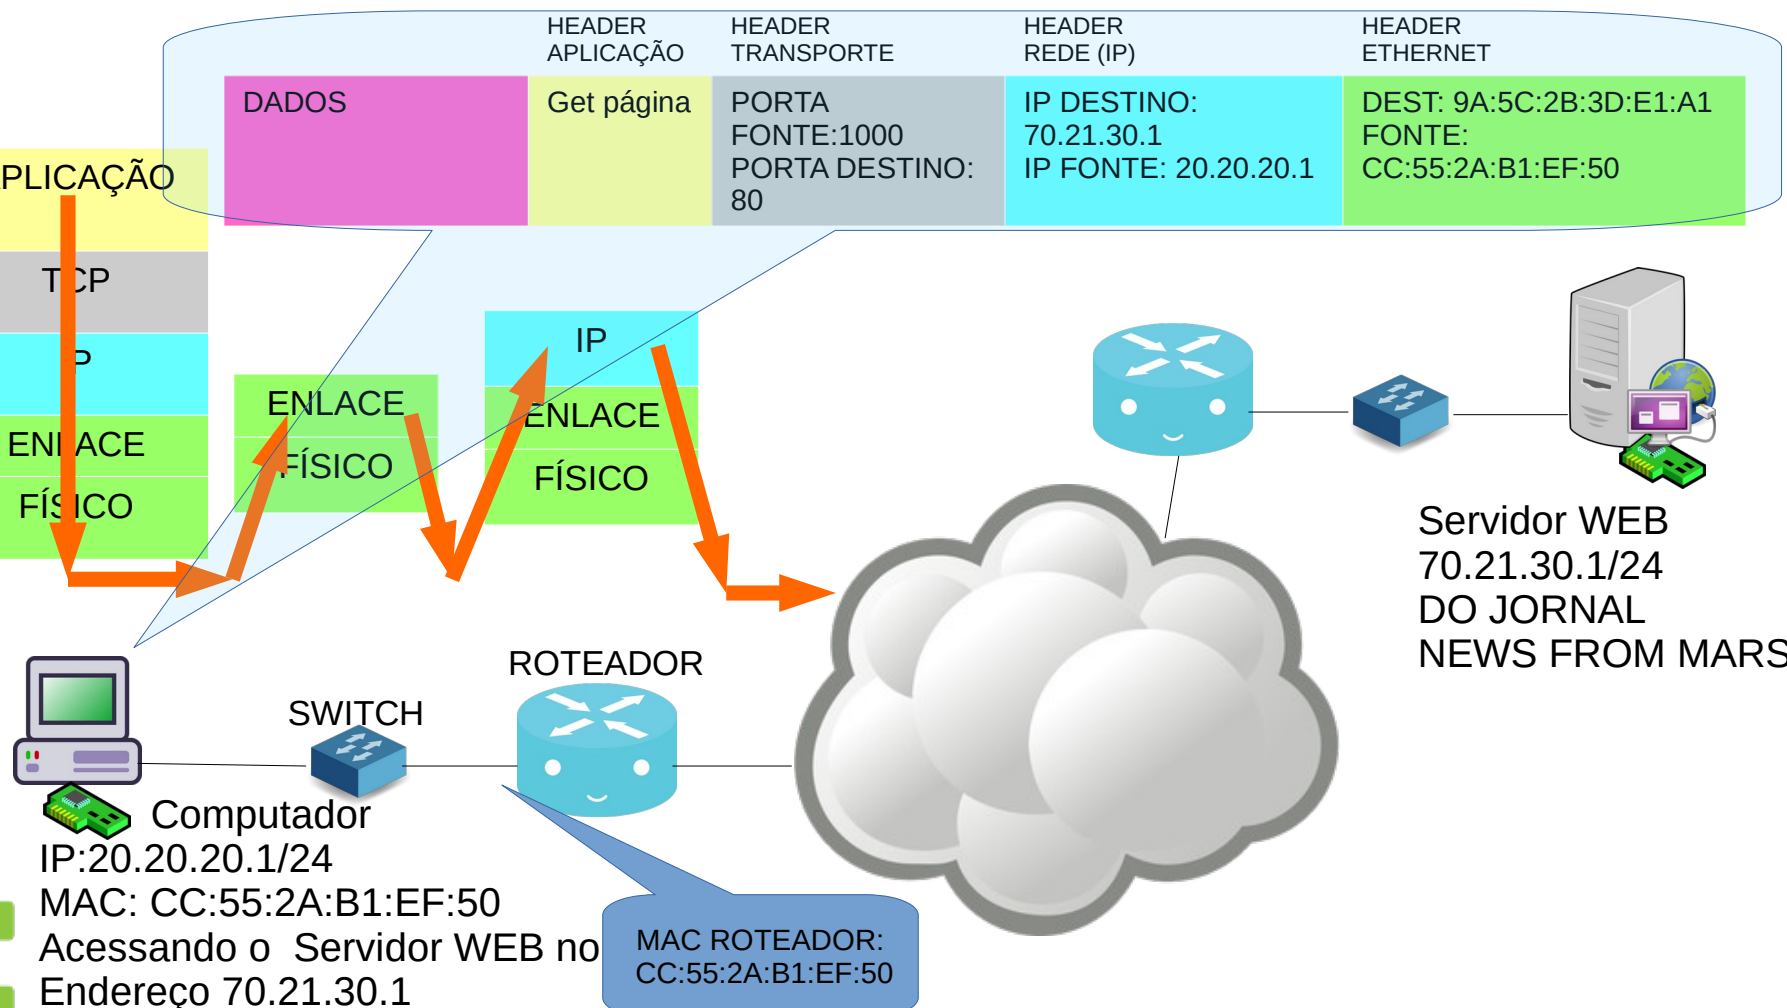 HEADER
APLICAÇÃO
HEADER
TRANSPORTE
HEADER
REDE (IP)
HEADER
ETHERNET
DADOS
Get página
PORTA
FONTE:1000
PORTA DESTINO:
80
IP DESTINO:
70.21.30.1
IP FONTE: 20.20.20.1
DEST: 9A:5C:2B:3D:E1:A1
FONTE:
CC:55:2A:B1:EF:50
PLICAÇÃO
TCP
P
ENLACE
FÍSICO
ENLACE
FÍSICO
IP
ENLACE
FÍSICO
Servidor WEB
70.21.30.1/24
DO JORNAL
NEWS FROM MARS
ROTEADOR
SWITCH
Computador
IP:20.20.20.1/24
MAC: CC:55:2A:B1:EF:50
Acessando o  Servidor WEB no
Endereço 70.21.30.1
MAC ROTEADOR:
CC:55:2A:B1:EF:50